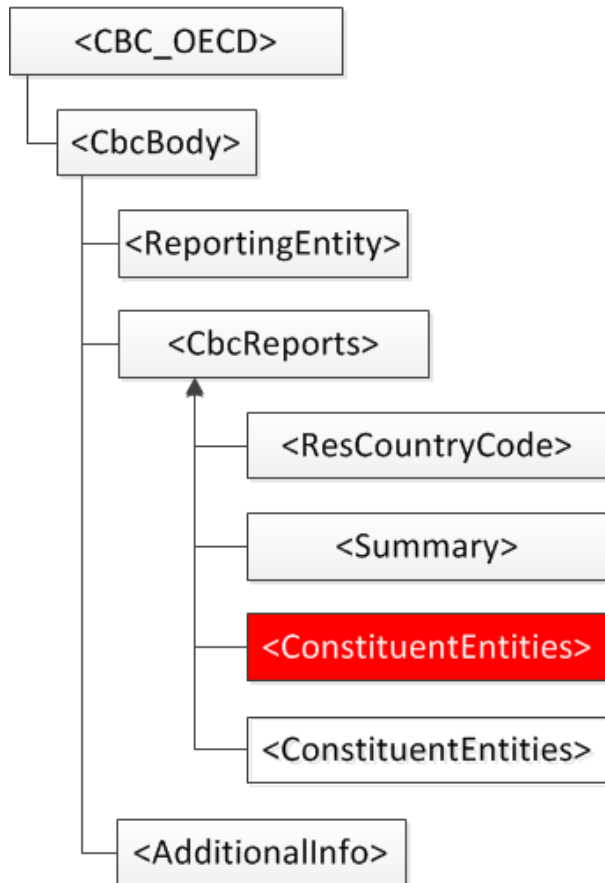 <CBC_OECD>
<CbcBody>
<ReportingEntity>
<CbcReports>
<ResCountryCode>
<Summary>
<ConstituentEntities>
<ConstituentEntities>
<AdditionalInfo>